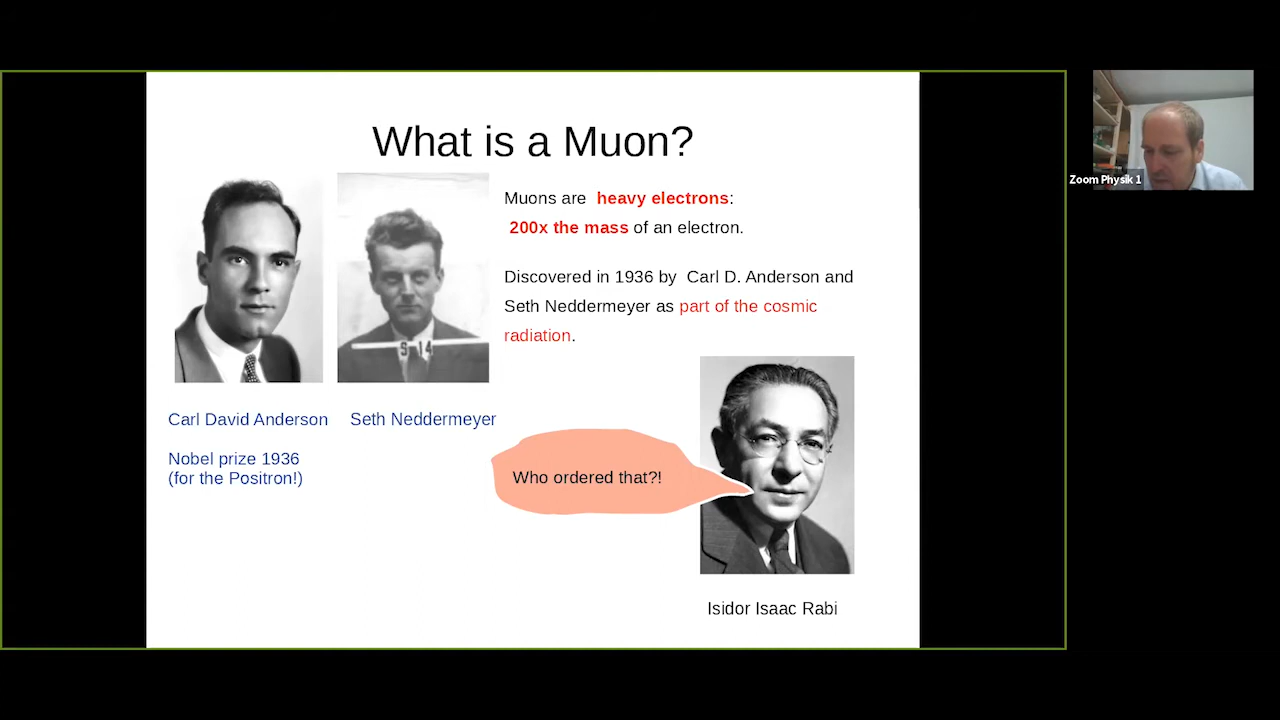 What is a Muon?
Muons are heavy electrons:
200x the mass of an electron.
Discovered in 1936 by Carl D. Anderson and
Seth Neddermeyer as part of the cosmic
radiation.
S-14
Carl David Anderson
Seth Neddermeyer
Nobel prize 1936
(for the Positron!)
Who ordered that?!
Isidor Isaac Rabi
Zoom Physik 1